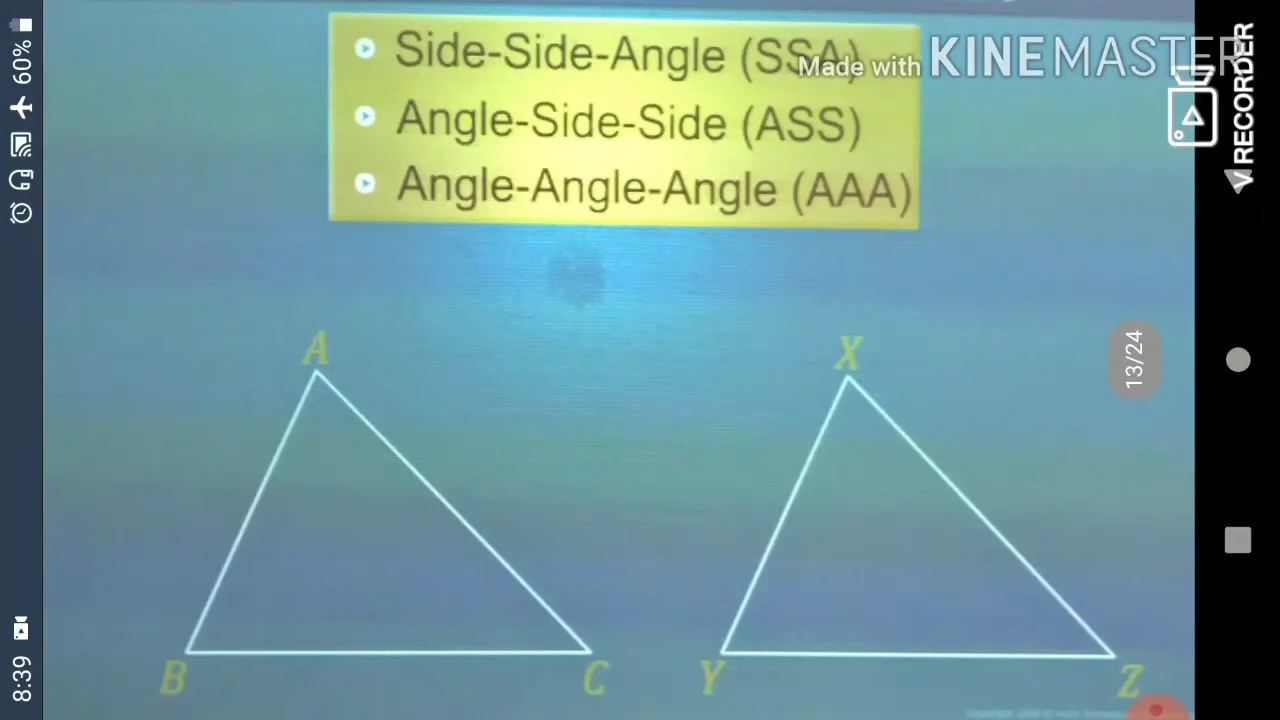 Side-Side-Angle (SSA)
Made with KINEMASTER
Angle-Side-Side (ASS)
Angle-Angle-Angle (AAA)
A
X
B
C
Y
Z
60%
8:39
13/24
V RECORDER